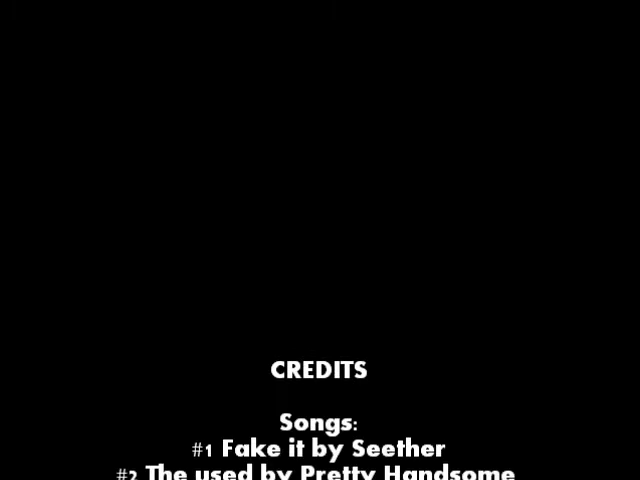 CREDITS
Songs:
#1 Fake it by Seether
#2 The used by Pretty Handsome